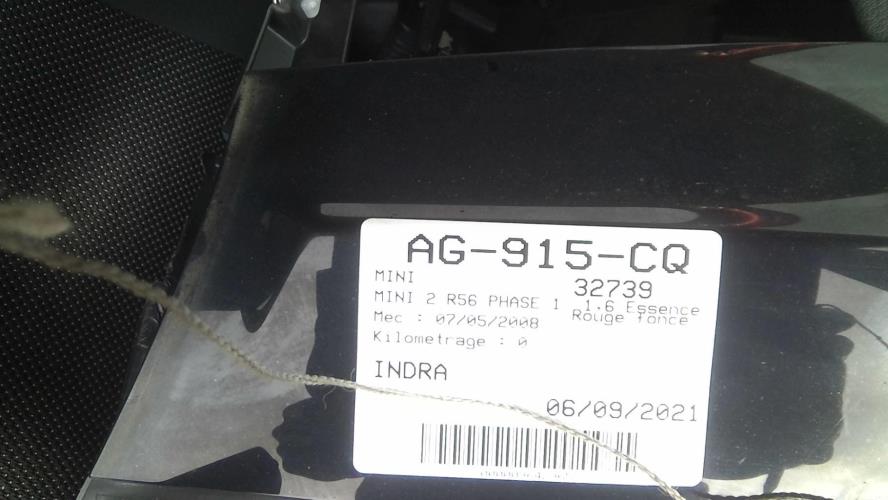 AG-915-CQ
MINI 32739
MINI 2 R56 PHASE 1 1.6 Essence
Mec : 07/05/2008 Rouge fonce
Kilometrage : 0
INDRA
06/09/2021